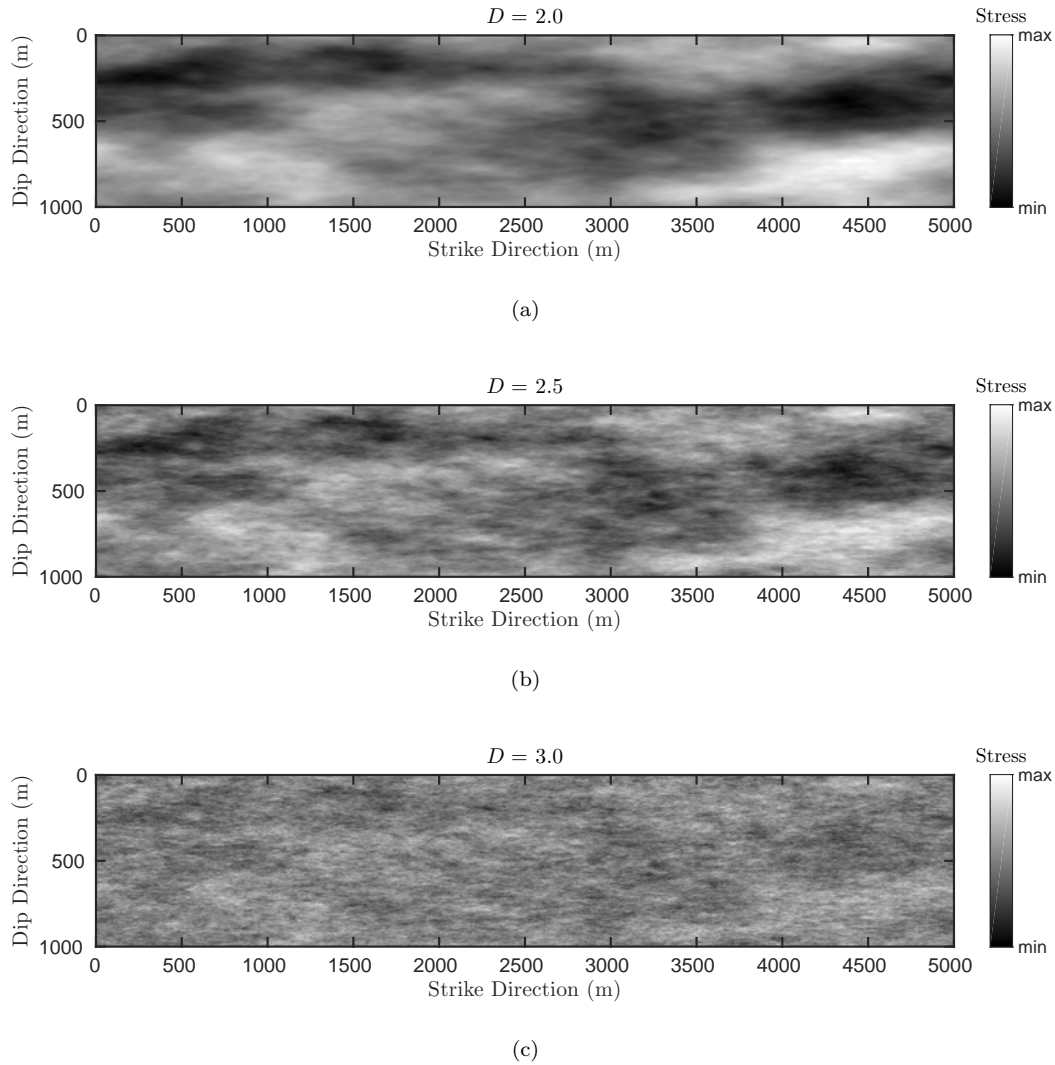 D = 2.0
Stress
0
500
1000
Dip Direction (m)
max
min
0 500 1000 1500 2000 2500 3000 3500 4000 4500 5000
Strike Direction (m)
(a)
D = 2.5
Stress
0
500
1000
Dip Direction (m)
max
min
0 500 1000 1500 2000 2500 3000 3500 4000 4500 5000
Strike Direction (m)
(b)
D = 3.0
Stress
0
500
1000
Dip Direction (m)
max
min
0 500 1000 1500 2000 2500 3000 3500 4000 4500 5000
Strike Direction (m)
(c)